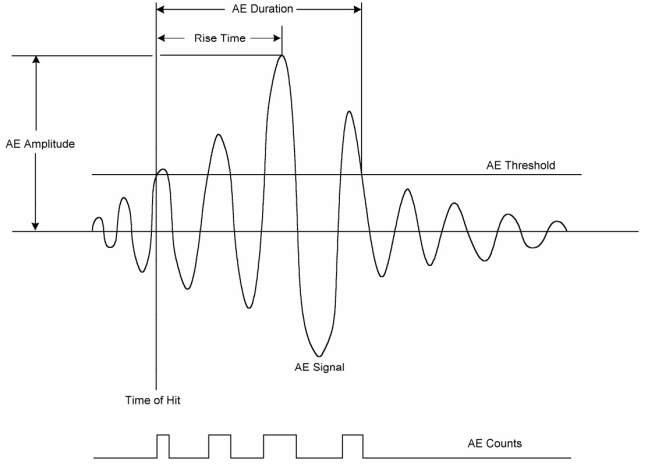 AE Duration
Rise Time
AE Amplitude
AE Threshold
AE Signal
Time of Hit
AE Counts